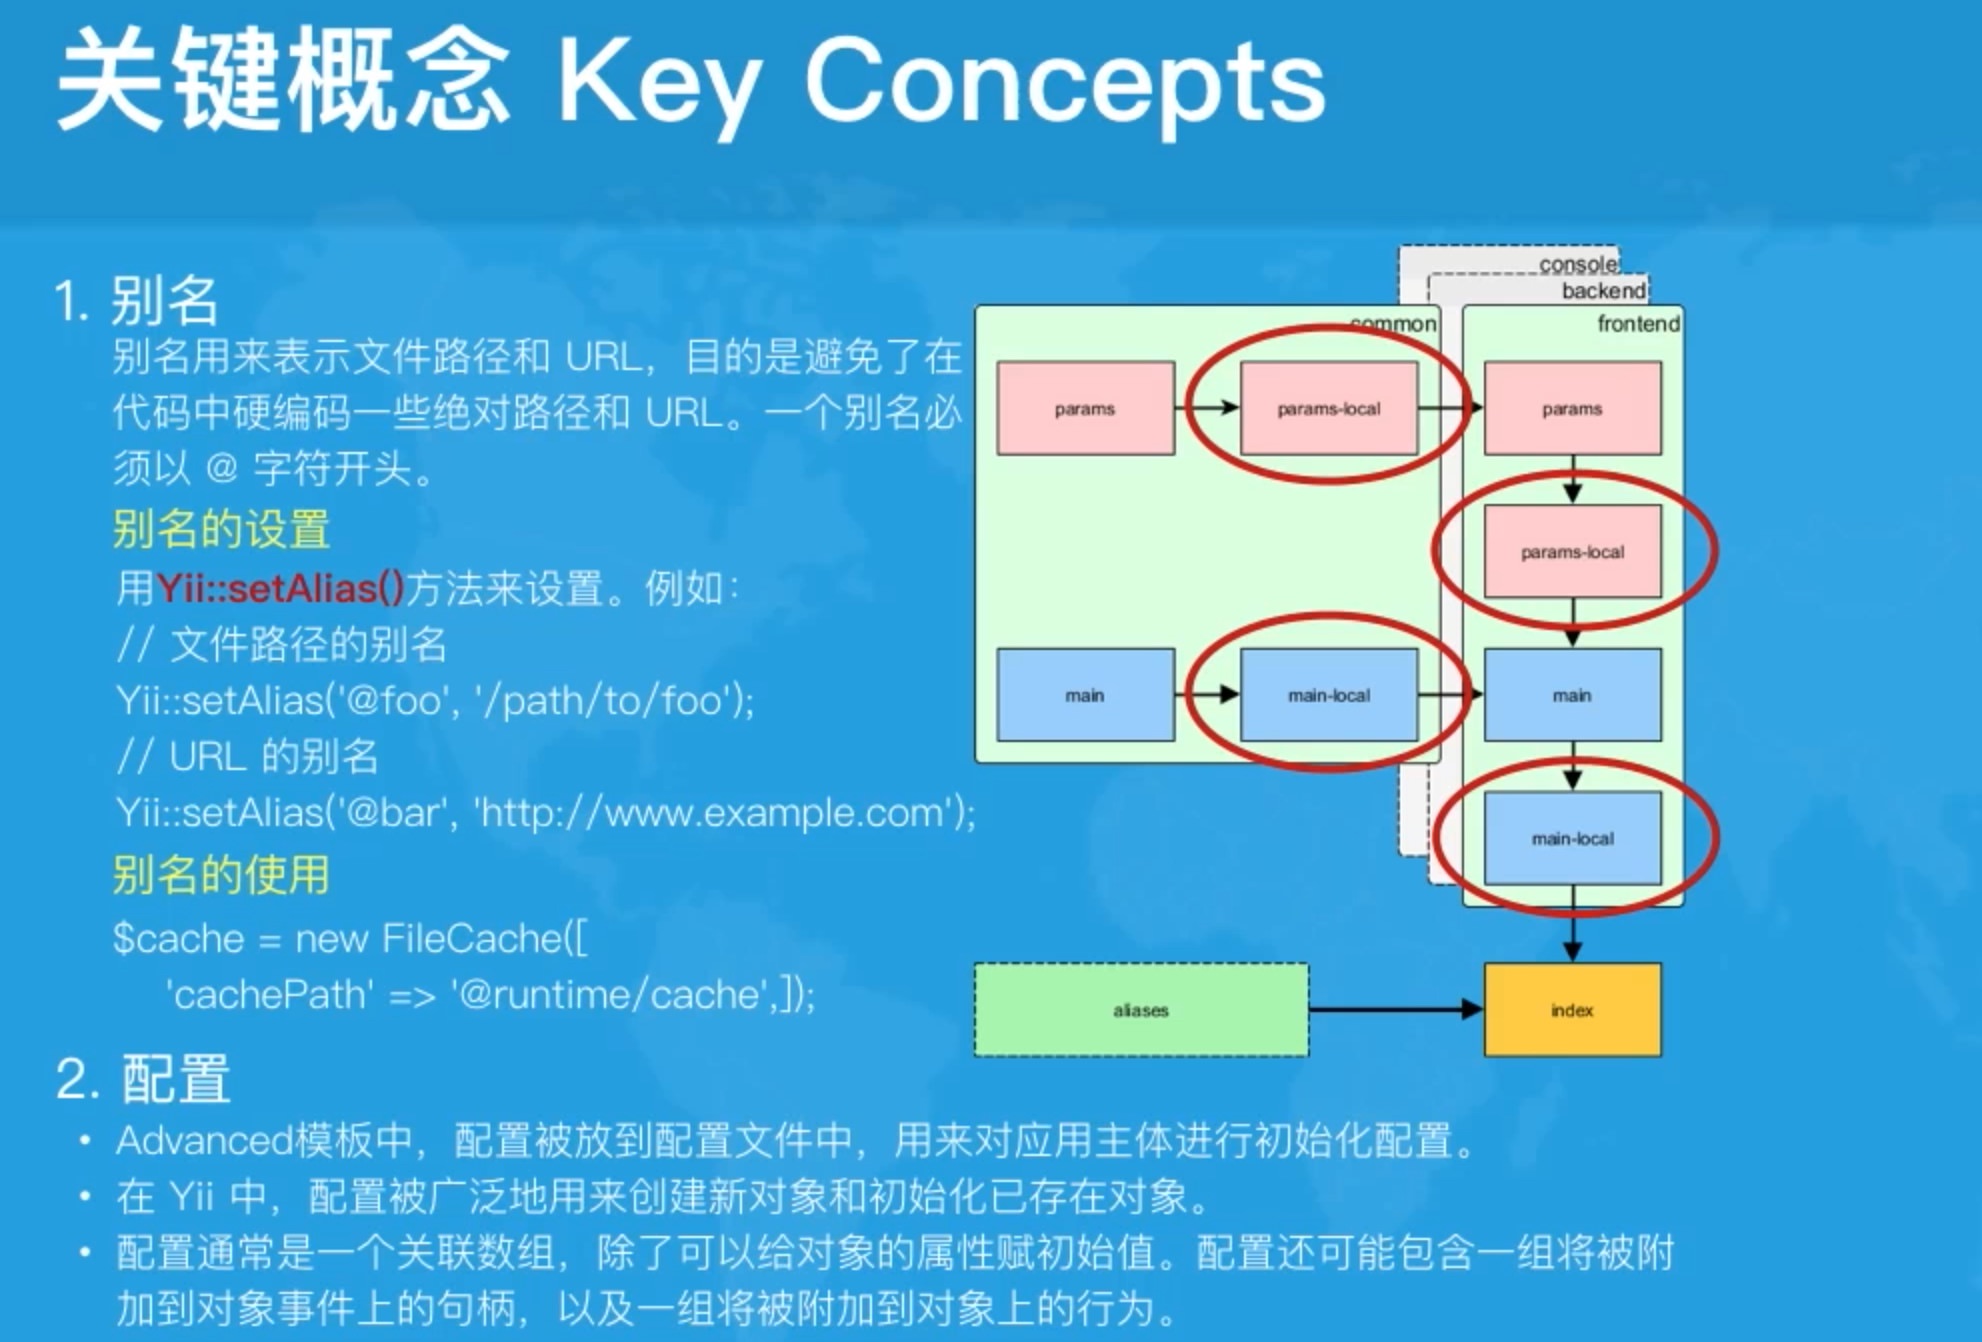 关键概念 Key Concepts
1. 别名
别名用来表示文件路径和 URL，目的是避免了在
代码中硬编码一些绝对路径和 URL。一个别名必
须以 @ 字符开头。
别名的设置
用Yii::setAlias()方法来设置。例如：
// 文件路径的别名
Yii::setAlias('@foo', '/path/to/foo');
// URL 的别名
Yii::setAlias('@bar', 'http://www.example.com');
别名的使用
$cache = new FileCache([
'cachePath' => '@runtime/cache',]);
console
backend
common
frontend
params
params-local
params
params-local
main
main-local
main
main-local
aliases
index
2. 配置
• Advanced模板中，配置被放到配置文件中，用来对应用主体进行初始化配置。
• 在 Yii 中，配置被广泛地用来创建新对象和初始化已存在对象。
• 配置通常是一个关联数组，除了可以给对象的属性赋初始值。配置还可能包含一组将被附
加到对象事件上的句柄，以及一组将被附加到对象上的行为。